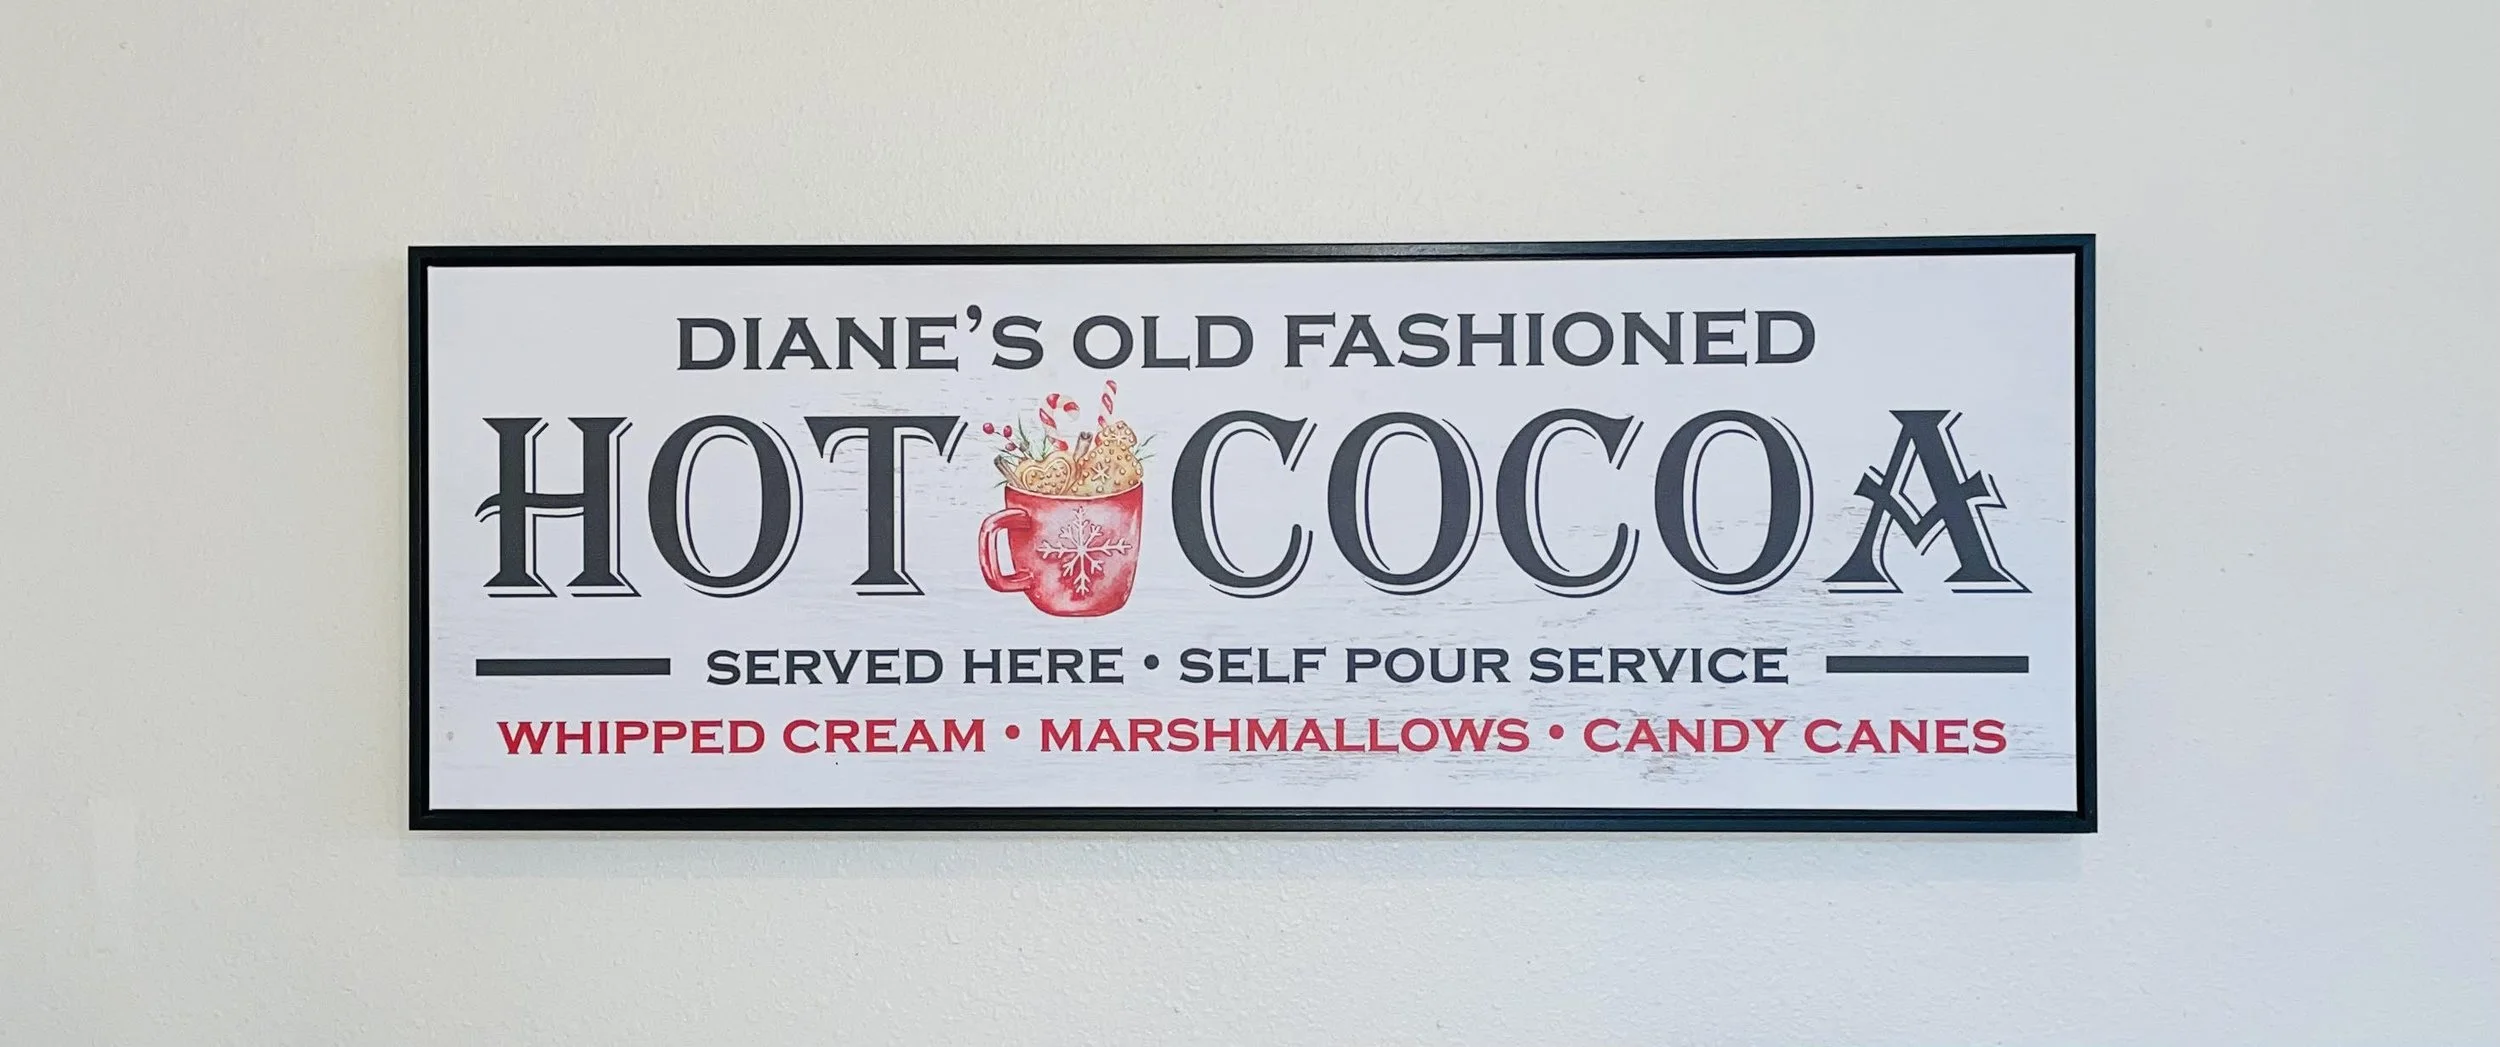 DIANE'S OLD FASHIONED
HOT COCOA
SERVED HERE • SELF POUR SERVICE
WHIPPED CREAM • MARSHMALLOWS • CANDY CANES